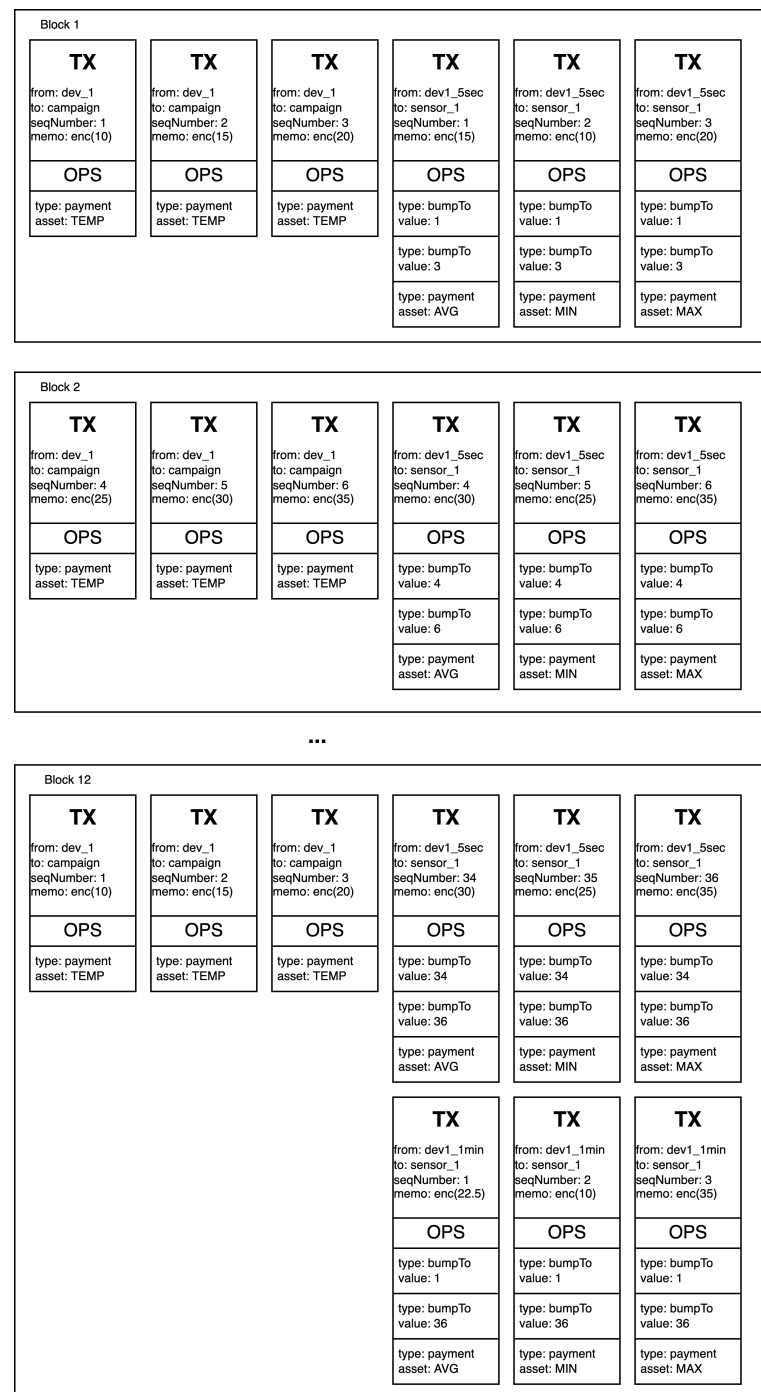 Block 1
TX
from: dev_1
to: campaign
seqNumber: 1
memo: enc(10)
OPS
type: payment
asset: TEMP
TX
from: dev_1
to: campaign
seqNumber: 2
memo: enc(15)
OPS
type: payment
asset: TEMP
TX
from: dev_1
to: campaign
seqNumber: 3
memo: enc(20)
OPS
type: payment
asset: TEMP
TX
from: dev1_5sec
to: sensor_1
seqNumber: 1
memo: enc(15)
OPS
type: bumpTo
value: 1
type: bumpTo
value: 3
type: payment
asset: AVG
TX
from: dev1_5sec
to: sensor_1
seqNumber: 2
memo: enc(10)
OPS
type: bumpTo
value: 1
type: bumpTo
value: 3
type: payment
asset: MIN
TX
from: dev1_5sec
to: sensor_1
seqNumber: 3
memo: enc(20)
OPS
type: bumpTo
value: 1
type: bumpTo
value: 3
type: payment
asset: MAX
Block 2
TX
from: dev_1
to: campaign
seqNumber: 4
memo: enc(25)
OPS
type: payment
asset: TEMP
TX
from: dev_1
to: campaign
seqNumber: 5
memo: enc(30)
OPS
type: payment
asset: TEMP
TX
from: dev_1
to: campaign
seqNumber: 6
memo: enc(35)
OPS
type: payment
asset: TEMP
TX
from: dev1_5sec
to: sensor_1
seqNumber: 4
memo: enc(30)
OPS
type: bumpTo
value: 4
type: bumpTo
value: 6
type: payment
asset: AVG
TX
from: dev1_5sec
to: sensor_1
seqNumber: 5
memo: enc(25)
OPS
type: bumpTo
value: 4
type: bumpTo
value: 6
type: payment
asset: MIN
TX
from: dev1_5sec
to: sensor_1
seqNumber: 6
memo: enc(35)
OPS
type: bumpTo
value: 4
type: bumpTo
value: 6
type: payment
asset: MAX
...
Block 12
TX
from: dev_1
to: campaign
seqNumber: 1
memo: enc(10)
OPS
type: payment
asset: TEMP
TX
from: dev_1
to: campaign
seqNumber: 2
memo: enc(15)
OPS
type: payment
asset: TEMP
TX
from: dev_1
to: campaign
seqNumber: 3
memo: enc(20)
OPS
type: payment
asset: TEMP
TX
from: dev1_5sec
to: sensor_1
seqNumber: 34
memo: enc(30)
OPS
type: bumpTo
value: 34
type: bumpTo
value: 36
type: payment
asset: AVG
TX
from: dev1_5sec
to: sensor_1
seqNumber: 35
memo: enc(25)
OPS
type: bumpTo
value: 34
type: bumpTo
value: 36
type: payment
asset: MIN
TX
from: dev1_5sec
to: sensor_1
seqNumber: 36
memo: enc(35)
OPS
type: bumpTo
value: 34
type: bumpTo
value: 36
type: payment
asset: MAX
TX
from: dev1_1min
to: sensor_1
seqNumber: 1
memo: enc(22.5)
OPS
type: bumpTo
value: 1
type: bumpTo
value: 36
type: payment
asset: AVG
TX
from: dev1_1min
to: sensor_1
seqNumber: 2
memo: enc(10)
OPS
type: bumpTo
value: 1
type: bumpTo
value: 36
type: payment
asset: MIN
TX
from: dev1_1min
to: sensor_1
seqNumber: 3
memo: enc(35)
OPS
type: bumpTo
value: 1
type: bumpTo
value: 36
type: payment
asset: MAX